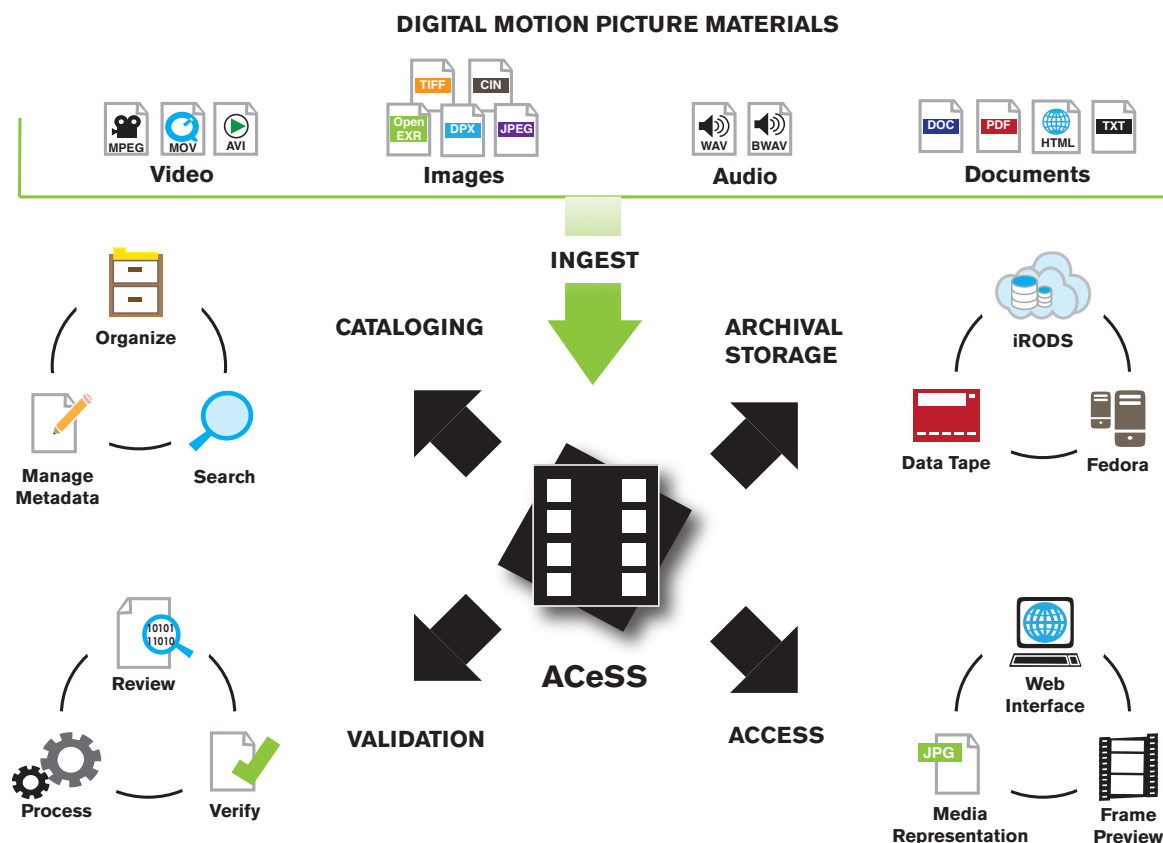 DIGITAL MOTION PICTURE MATERIALS
MPEG
MOV
AVI
Video
TIFF
CIN
Open
EXR
DPX
JPEG
Images
WAV
BWAV
Audio
DOC
PDF
HTML
TXT
Documents
INGEST
CATALOGING
Organize
Manage
Metadata
Search
ARCHIVAL
STORAGE
iRODS
Data Tape
Fedora
ACeSS
VALIDATION
10101
11010
Review
Process
Verify
ACCESS
Web
Interface
JPG
Media
Representation
Frame
Preview